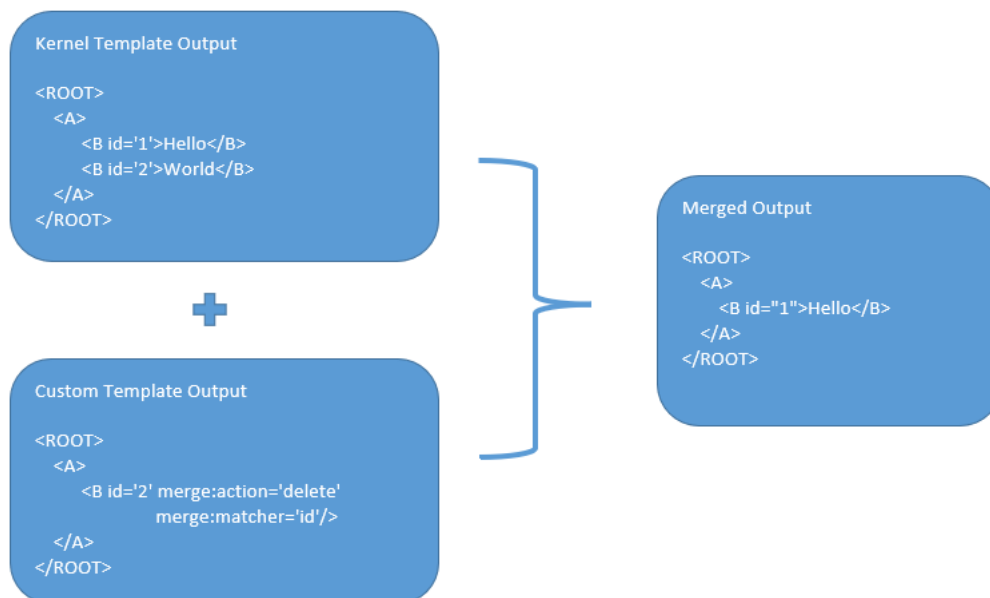 Kernel Template Output
<ROOT>
<A>
<B id='1'>Hello</B>
<B id='2'>World</B>
</A>
</ROOT>
Custom Template Output
<ROOT>
<A>
<B id='2' merge:action='delete'
merge:matcher='id'/>
</A>
</ROOT>
Merged Output
<ROOT>
<A>
<B id="1">Hello</B>
</A>
</ROOT>